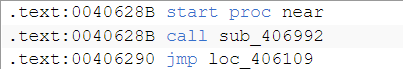 .text:0040628B start proc near
.text:0040628B call sub_406992
.text:00406290 jmp loc_406109